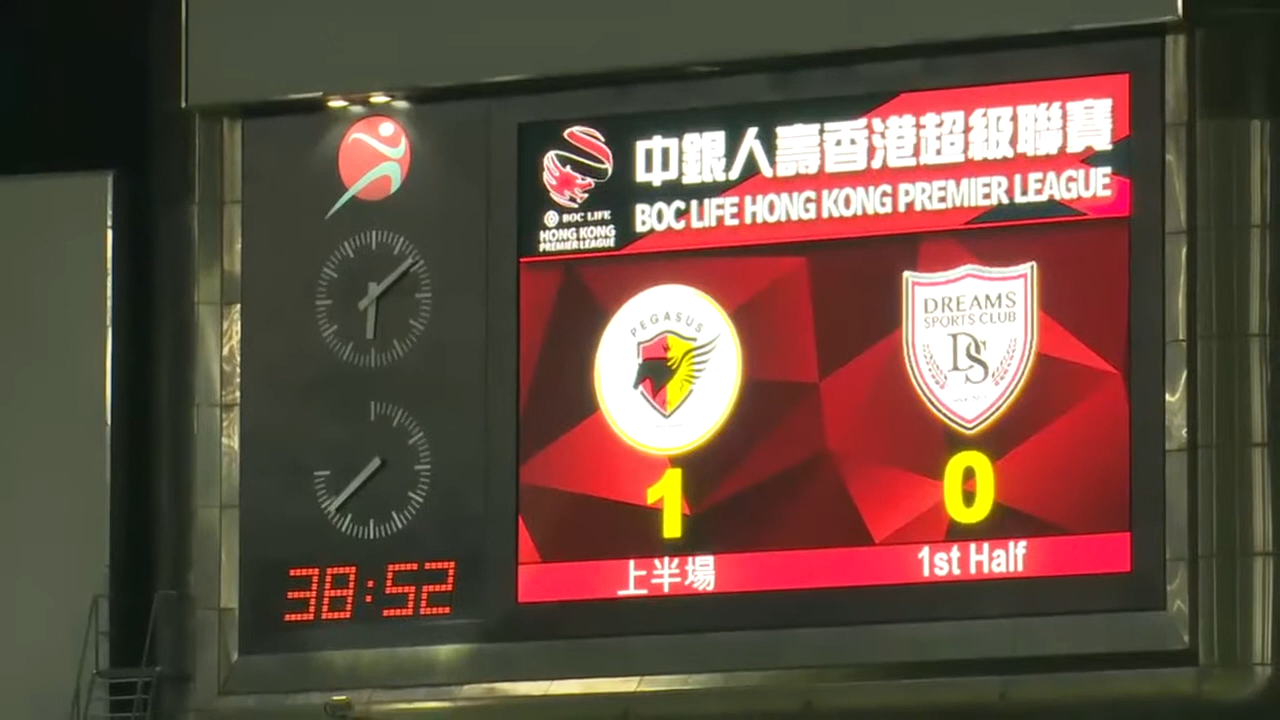 中銀人壽香港超級聯賽
BOC LIFE HONG KONG PREMIER LEAGUE
BOC LIFE
HONG KONG
PREMIER LEAGUE
PEGASUS
DREAMS
SPORTS CLUB
DS
1
0
上半場
1st Half
38:52